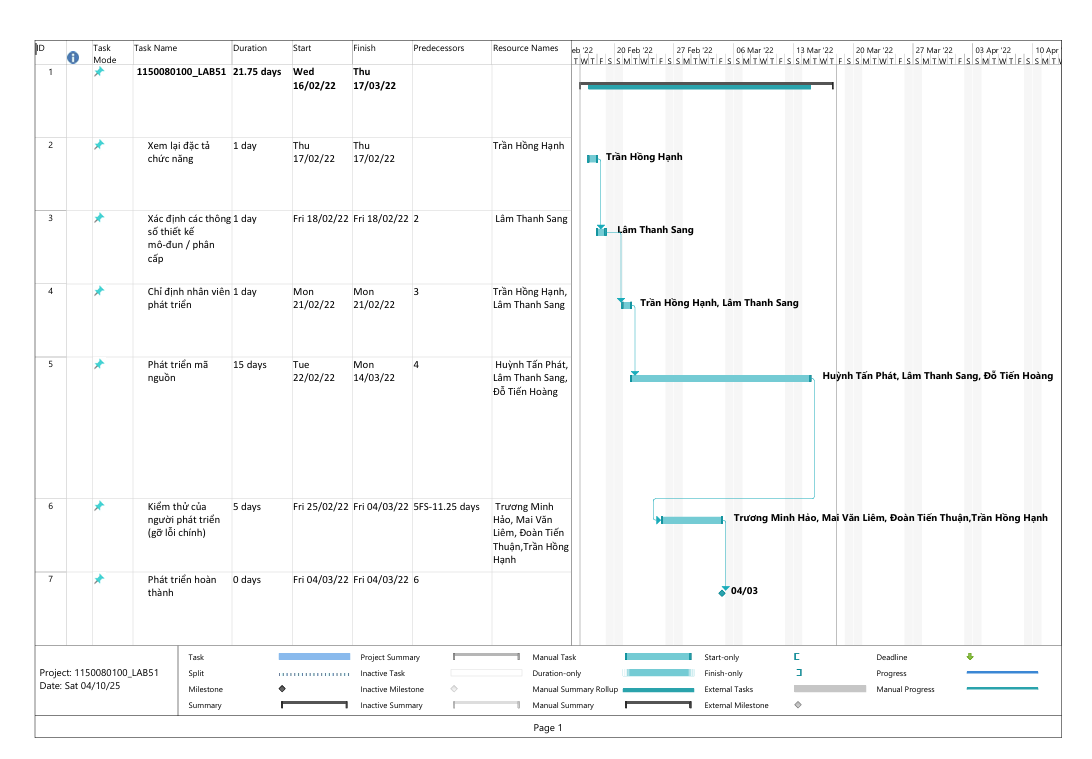 ID
Task Mode
Task Name
Duration
Start
Finish
Predecessors
Resource Names
eb '22
20 Feb '22
27 Feb '22
06 Mar '22
13 Mar '22
20 Mar '22
27 Mar '22
03 Apr '22
10 Apr
T W T F S S M T W T F S S M T W T F S S M T W T F S S M T W T F S S M T W T F S S M T W T F S S M T W T F S S M T W
1
1150080100_LAB51
21.75 days
Wed
16/02/22
Thu
17/03/22
2
Xem lại đặc tả
chức năng
1 day
Thu
17/02/22
Thu
17/02/22
Trần Hồng Hạnh
Trần Hồng Hạnh
3
Xác định các thông
số thiết kế
mô-đun / phân
cấp
1 day
Fri 18/02/22
Fri 18/02/22
2
Lâm Thanh Sang
Lâm Thanh Sang
4
Chỉ định nhân viên
phát triển
1 day
Mon
21/02/22
Mon
21/02/22
3
Trần Hồng Hạnh,
Lâm Thanh Sang
Trần Hồng Hạnh, Lâm Thanh Sang
5
Phát triển mã
nguồn
15 days
Tue
22/02/22
Mon
14/03/22
4
Huỳnh Tấn Phát,
Lâm Thanh Sang,
Đỗ Tiến Hoàng
Huỳnh Tấn Phát, Lâm Thanh Sang, Đỗ Tiến Hoàng
6
Kiểm thử của
người phát triển
(gỡ lỗi chính)
5 days
Fri 25/02/22
Fri 04/03/22
5FS-11.25 days
Trương Minh
Hảo, Mai Văn
Liêm, Đoàn Tiến
Thuận,Trần Hồng
Hạnh
Trương Minh Hảo, Mai Văn Liêm, Đoàn Tiến Thuận,Trần Hồng Hạnh
7
Phát triển hoàn
thành
0 days
Fri 04/03/22
Fri 04/03/22
6
04/03
Project: 1150080100_LAB51
Date: Sat 04/10/25
Task
Split
Milestone
Summary
Project Summary
Inactive Task
Inactive Milestone
Inactive Summary
Manual Task
Duration-only
Manual Summary Rollup
Manual Summary
Start-only
Finish-only
External Tasks
External Milestone
Deadline
Progress
Manual Progress
Page 1